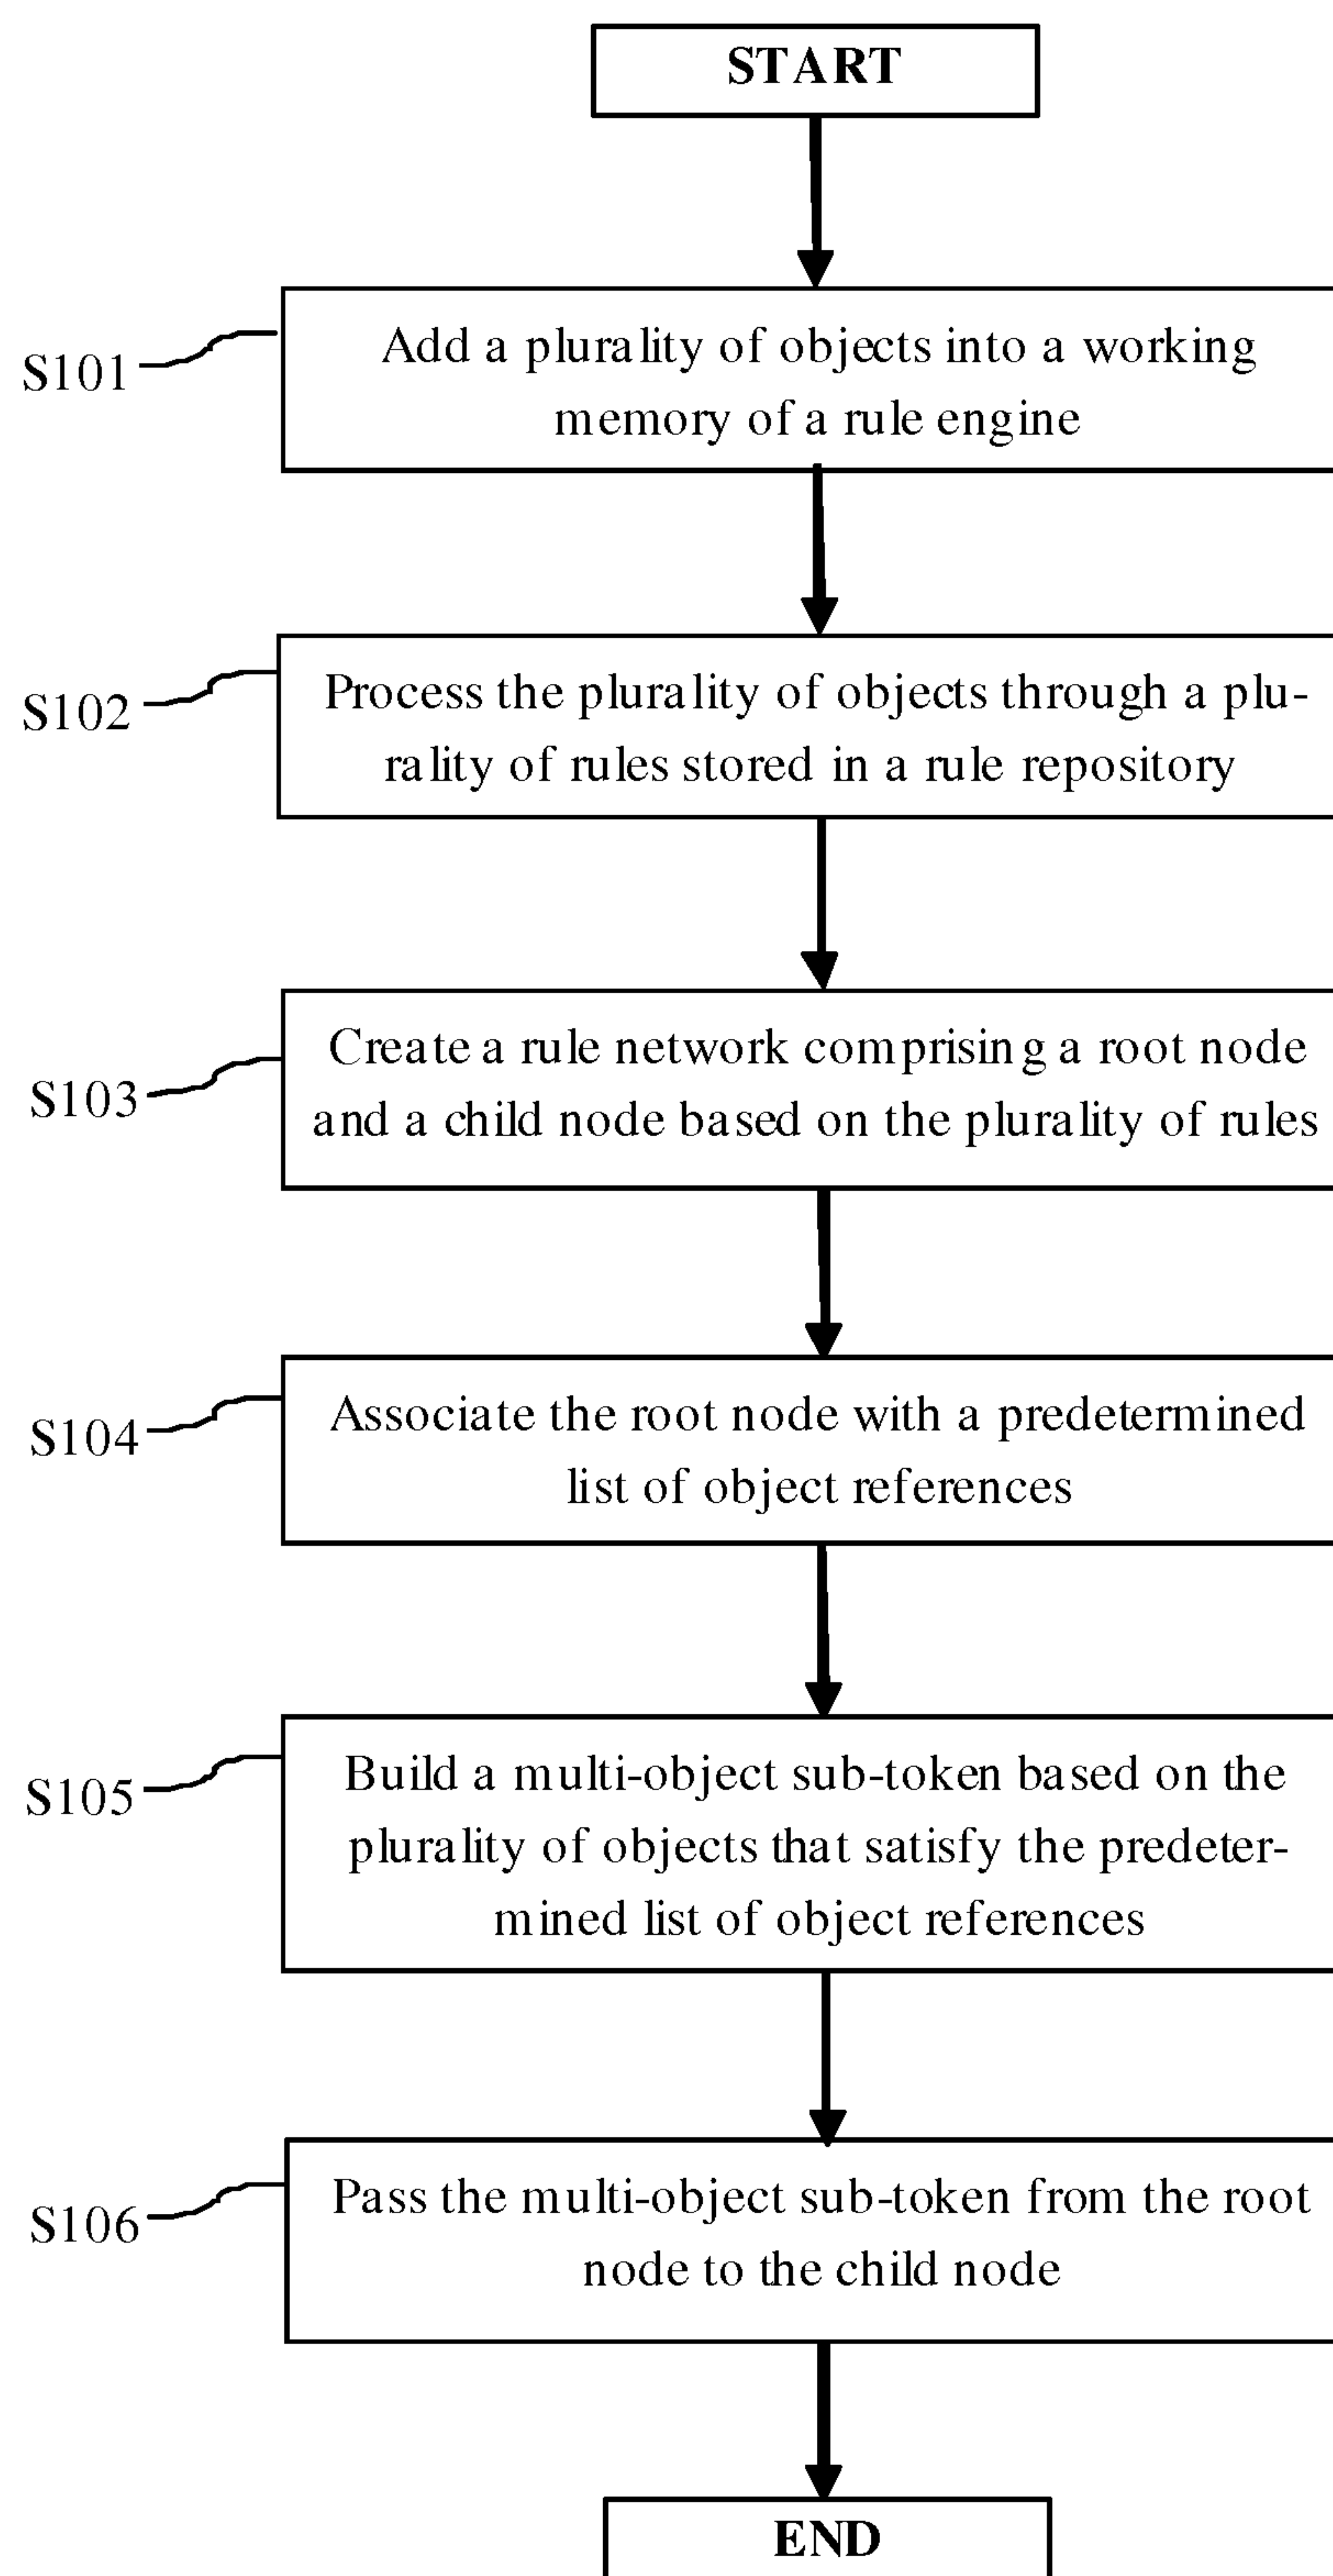 START
S101
Add a plurality of objects into a working
memory of a rule engine
S102
Process the plurality of objects through a plu-
rality of rules stored in a rule repository
S103
Create a rule network comprising a root node
and a child node based on the plurality of rules
S104
Associate the root node with a predetermined
list of object references
S105
Build a multi-object sub-token based on the
plurality of objects that satisfy the predeter-
mined list of object references
S106
Pass the multi-object sub-token from the root
node to the child node
END